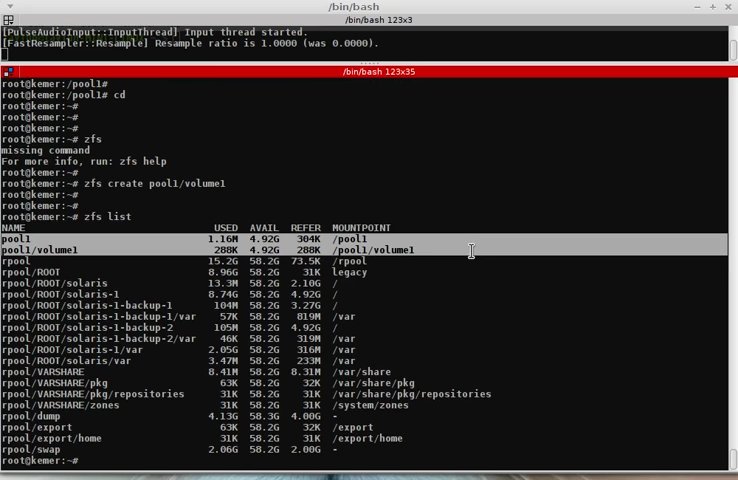 /bin/bash
/bin/bash 123x3
[PulseAudioInput::InputThread] Input thread started.
[FastResampler::Resample] Resample ratio is 1.0000 (was 0.0000).
/bin/bash 123x35
root@kemer:/pool1#
root@kemer:/pool1# cd
root@kemer:~#
root@kemer:~#
root@kemer:~#
root@kemer:~# zfs
missing command
For more info, run: zfs help
root@kemer:~#
root@kemer:~# zfs create pool1/volume1
root@kemer:~#
root@kemer:~#
root@kemer:~# zfs list
NAME USED AVAIL REFER MOUNTPOINT
pool1 1.16M 4.92G 304K /pool1
pool1/volume1 288K 4.92G 288K /pool1/volume1
rpool 15.2G 58.2G 73.5K /rpool
rpool/ROOT 8.96G 58.2G 31K legacy
rpool/ROOT/solaris 13.3M 58.2G 2.10G /
rpool/ROOT/solaris-1 8.74G 58.2G 4.92G /
rpool/ROOT/solaris-1-backup-1 104M 58.2G 3.27G /
rpool/ROOT/solaris-1-backup-1/var 57K 58.2G 819M /var
rpool/ROOT/solaris-1-backup-2 105M 58.2G 4.92G /
rpool/ROOT/solaris-1-backup-2/var 46K 58.2G 319M /var
rpool/ROOT/solaris-1/var 2.05G 58.2G 316M /var
rpool/ROOT/solaris/var 3.47M 58.2G 233M /var
rpool/VARSHARE 8.41M 58.2G 8.31M /var/share
rpool/VARSHARE/pkg 63K 58.2G 32K /var/share/pkg
rpool/VARSHARE/pkg/repositories 31K 58.2G 31K /var/share/pkg/repositories
rpool/VARSHARE/zones 31K 58.2G 31K /system/zones
rpool/dump 4.13G 58.3G 4.00G -
rpool/export 63K 58.2G 32K /export
rpool/export/home 31K 58.2G 31K /export/home
rpool/swap 2.06G 58.2G 2.00G -
root@kemer:~#